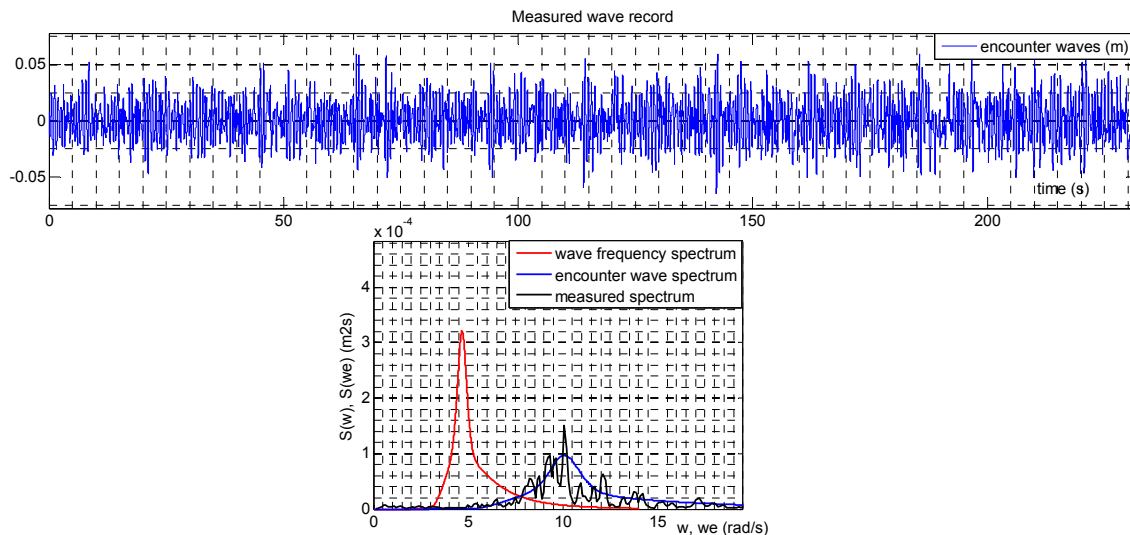 Measured wave record
encounter waves (m)
0.05
0
-0.05
time (s)
0 50 100 150 200
x 10⁻⁴
wave frequency spectrum
encounter wave spectrum
measured spectrum
S(w), S(we) (m2s)
4
3
2
1
0
0 5 10 15
w, we (rad/s)